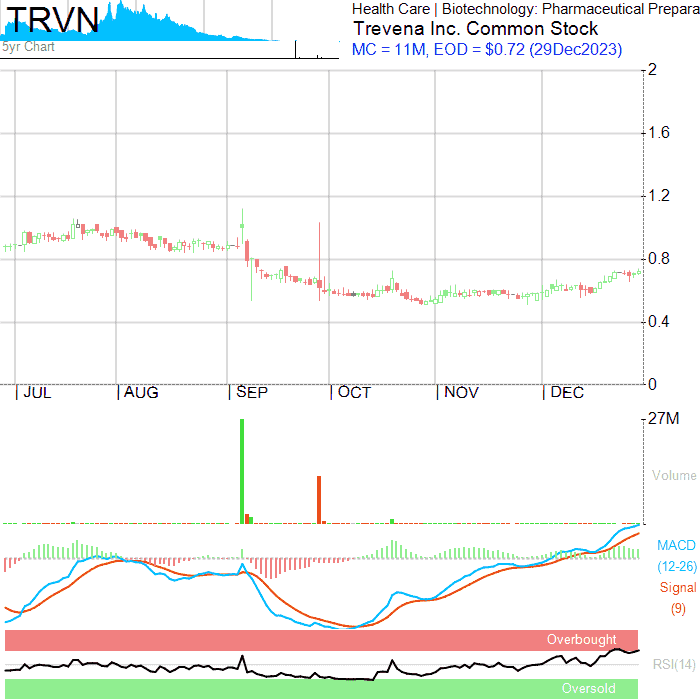 TRVN
Health Care | Biotechnology: Pharmaceutical Prepara
Trevena Inc. Common Stock
5yr Chart
MC = 11M, EOD = $0.72 (29Dec2023)
2
1.6
1.2
0.8
0.4
0
|JUL |AUG |SEP |OCT |NOV |DEC
27M
Volume
MACD
(12-26)
Signal
(9)
Overbought
RSI(14)
Oversold